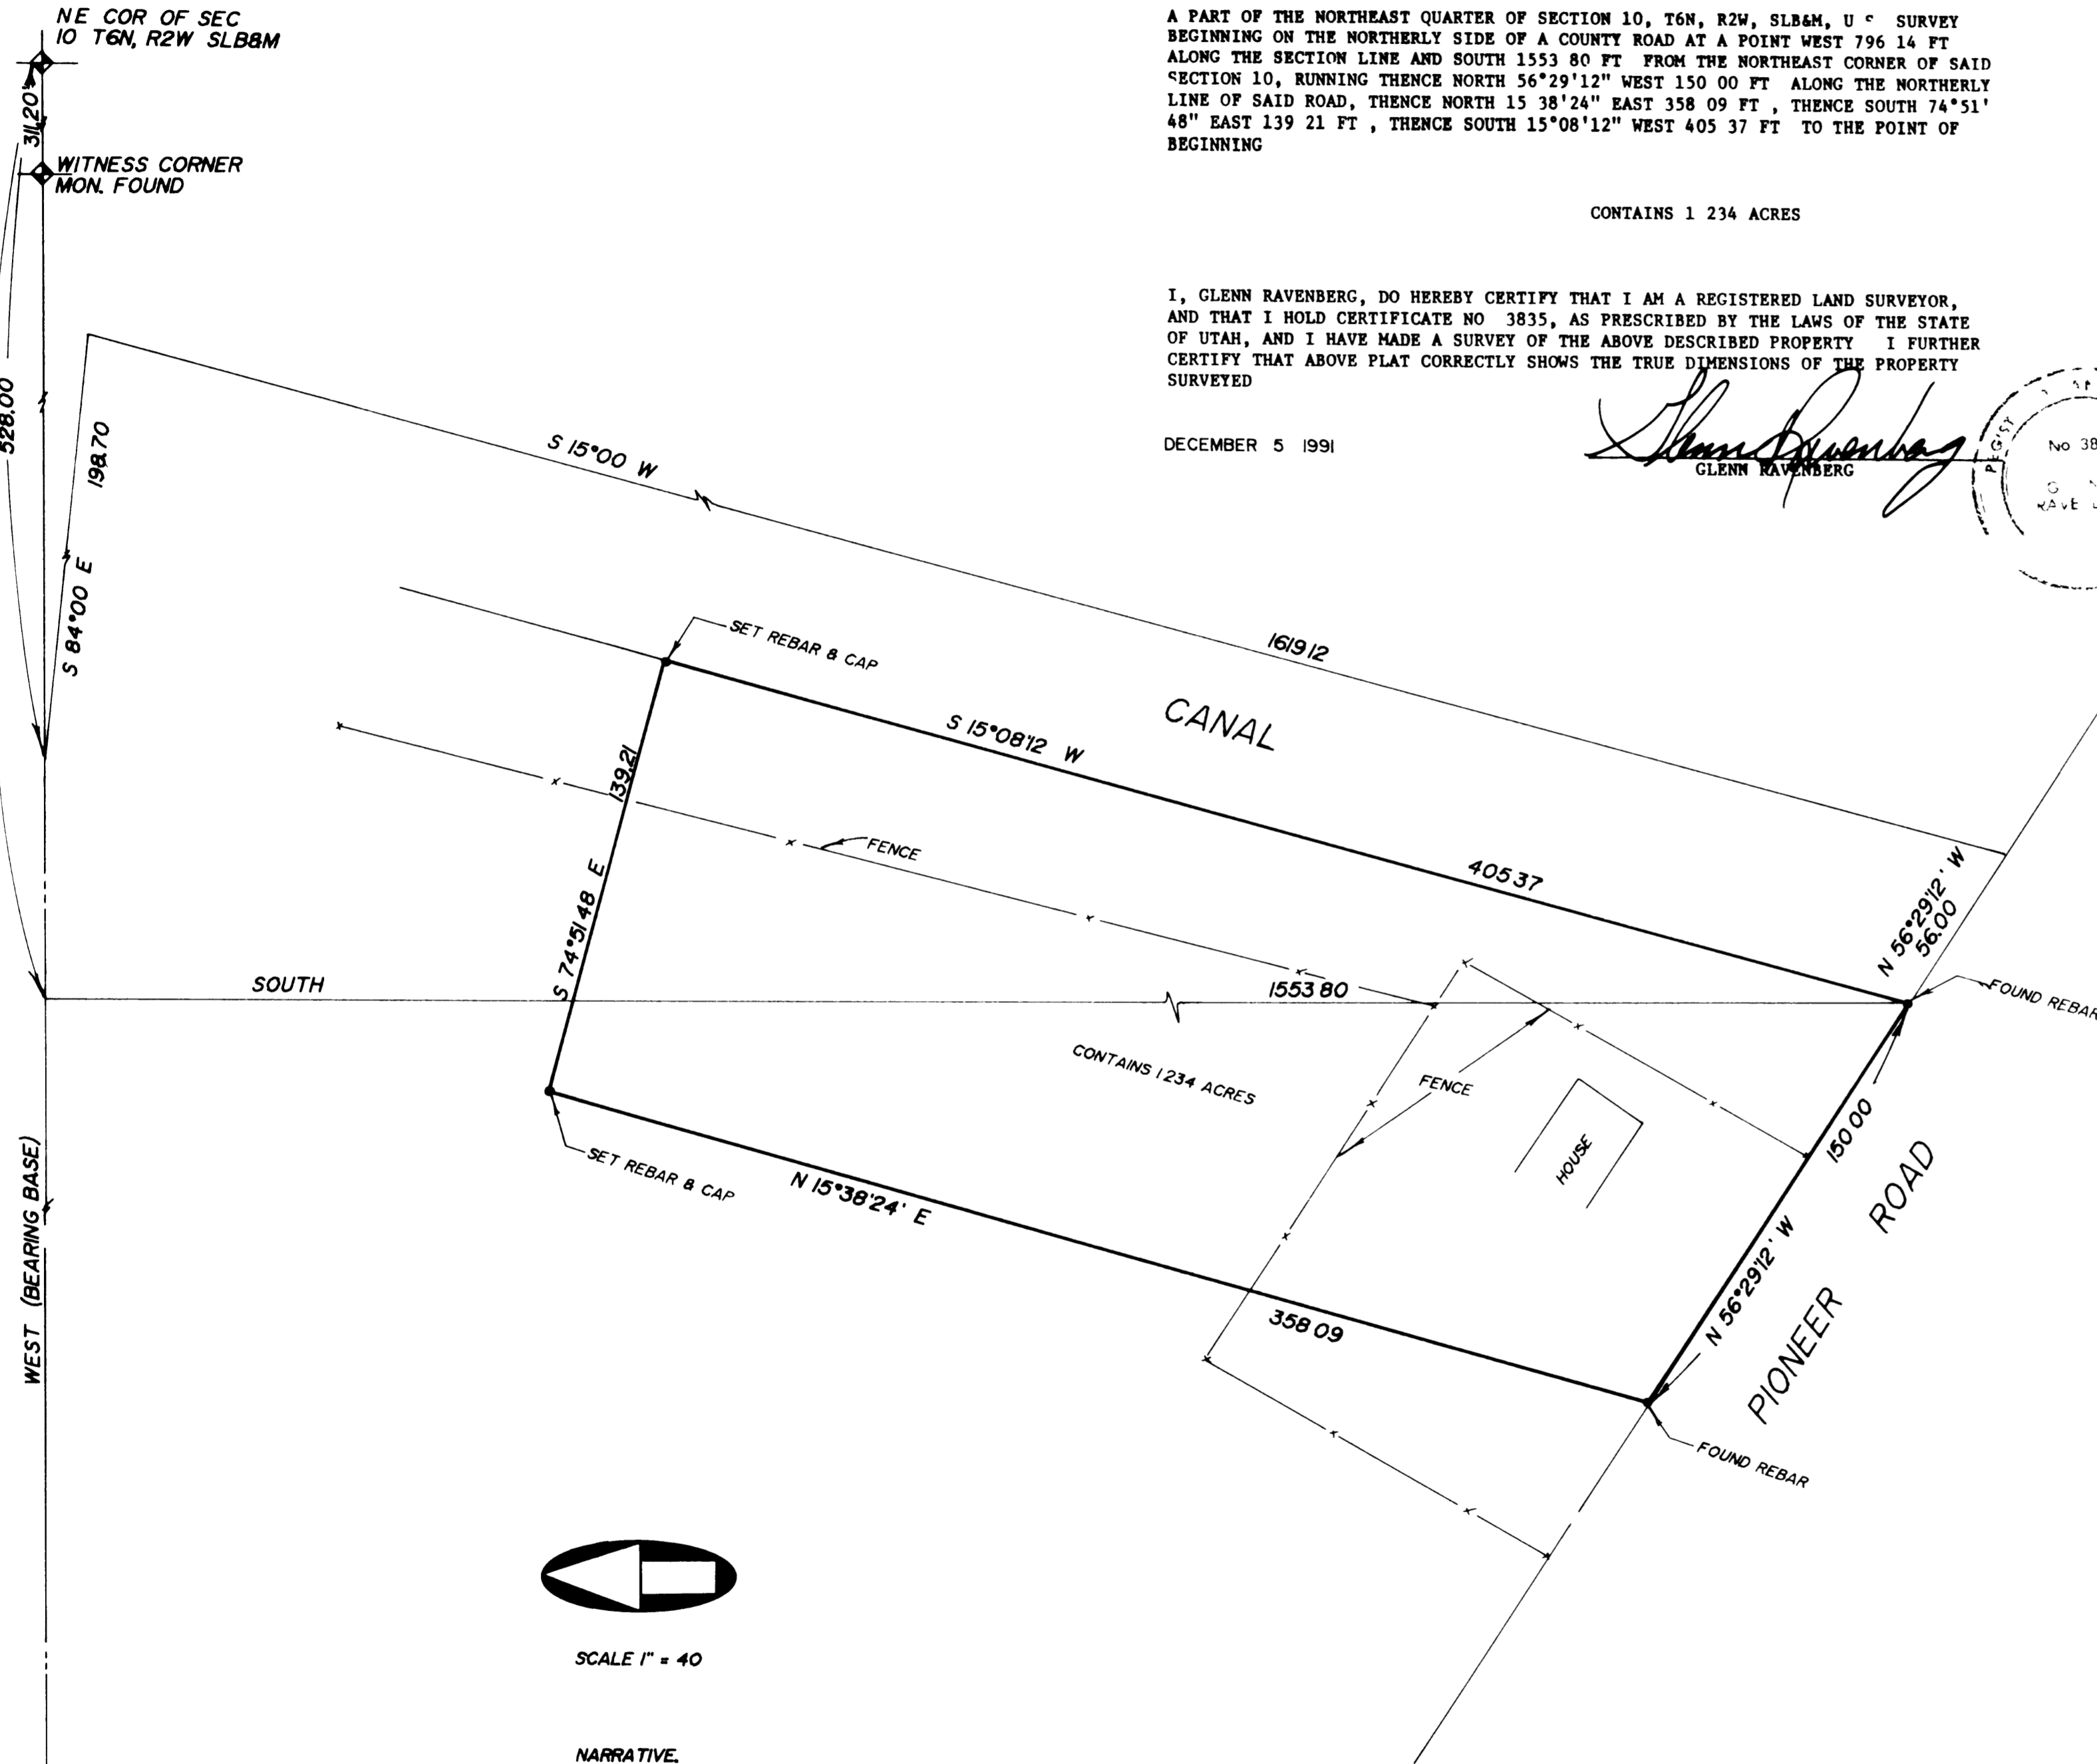 NE COR OF SEC
10 T6N, R2W SLB&M
311.20'
WITNESS CORNER
MON. FOUND
528.00
198.70
S 84°00 E
A PART OF THE NORTHEAST QUARTER OF SECTION 10, T6N, R2W, SLB&M, U S SURVEY
BEGINNING ON THE NORTHERLY SIDE OF A COUNTY ROAD AT A POINT WEST 796 14 FT
ALONG THE SECTION LINE AND SOUTH 1553 80 FT FROM THE NORTHEAST CORNER OF SAID
SECTION 10, RUNNING THENCE NORTH 56°29'12" WEST 150 00 FT ALONG THE NORTHERLY
LINE OF SAID ROAD, THENCE NORTH 15 38'24" EAST 358 09 FT , THENCE SOUTH 74°51'
48" EAST 139 21 FT , THENCE SOUTH 15°08'12" WEST 405 37 FT TO THE POINT OF
BEGINNING
CONTAINS 1 234 ACRES
I, GLENN RAVENBERG, DO HEREBY CERTIFY THAT I AM A REGISTERED LAND SURVEYOR,
AND THAT I HOLD CERTIFICATE NO 3835, AS PRESCRIBED BY THE LAWS OF THE STATE
OF UTAH, AND I HAVE MADE A SURVEY OF THE ABOVE DESCRIBED PROPERTY I FURTHER
CERTIFY THAT ABOVE PLAT CORRECTLY SHOWS THE TRUE DIMENSIONS OF THE PROPERTY
SURVEYED
DECEMBER 5 1991
Glenn Ravenberg
GLENN RAVENBERG
No 38
S 15°00 W
SET REBAR & CAP
1619 12
CANAL
S 15°08'12 W
139.21
FENCE
405 37
S 74°51 48 E
N 56°29'12' W
56.00
SOUTH
1553 80
FOUND REBAR
CONTAINS 1 234 ACRES
FENCE
HOUSE
150 00
SET REBAR & CAP
N 15°38'24' E
WEST (BEARING BASE)
358 09
N 56°29'12' W
PIONEER ROAD
FOUND REBAR
SCALE 1" = 40
NARRATIVE.